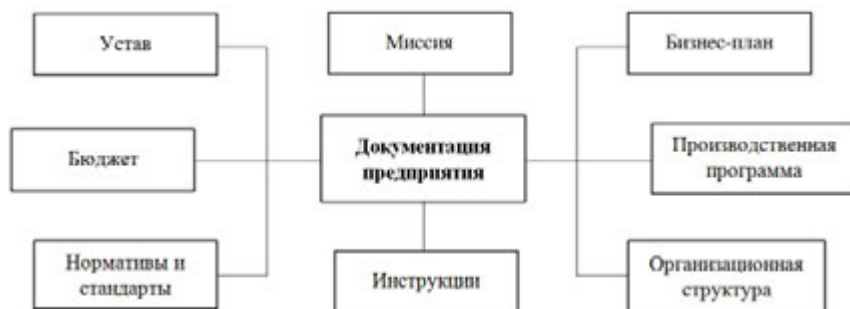 Устав
Миссия
Бизнес-план
Бюджет
Документация
предприятия
Производственная
программа
Нормативы и
стандарты
Инструкции
Организационная
структура